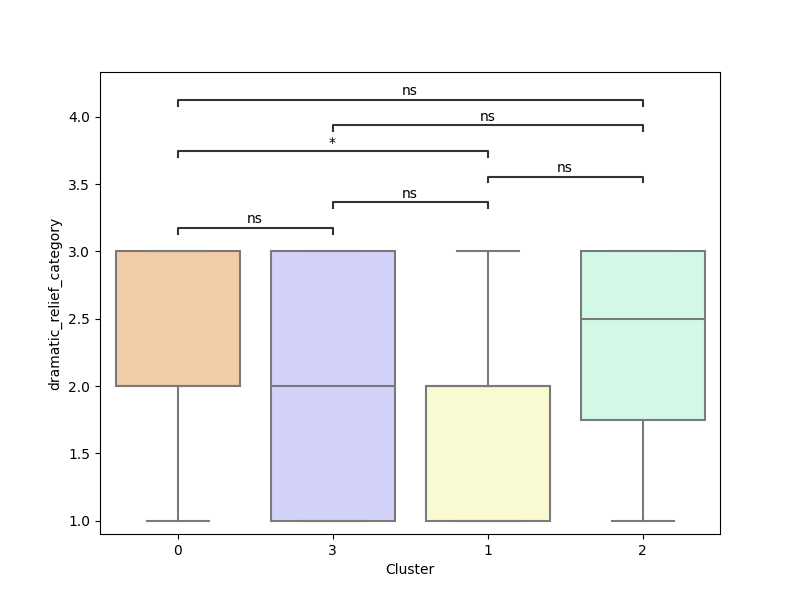 ns
ns
*
ns
ns
ns
4.0
3.5
3.0
2.5
2.0
1.5
1.0
dramatic_relief_category
0 3 1 2
Cluster